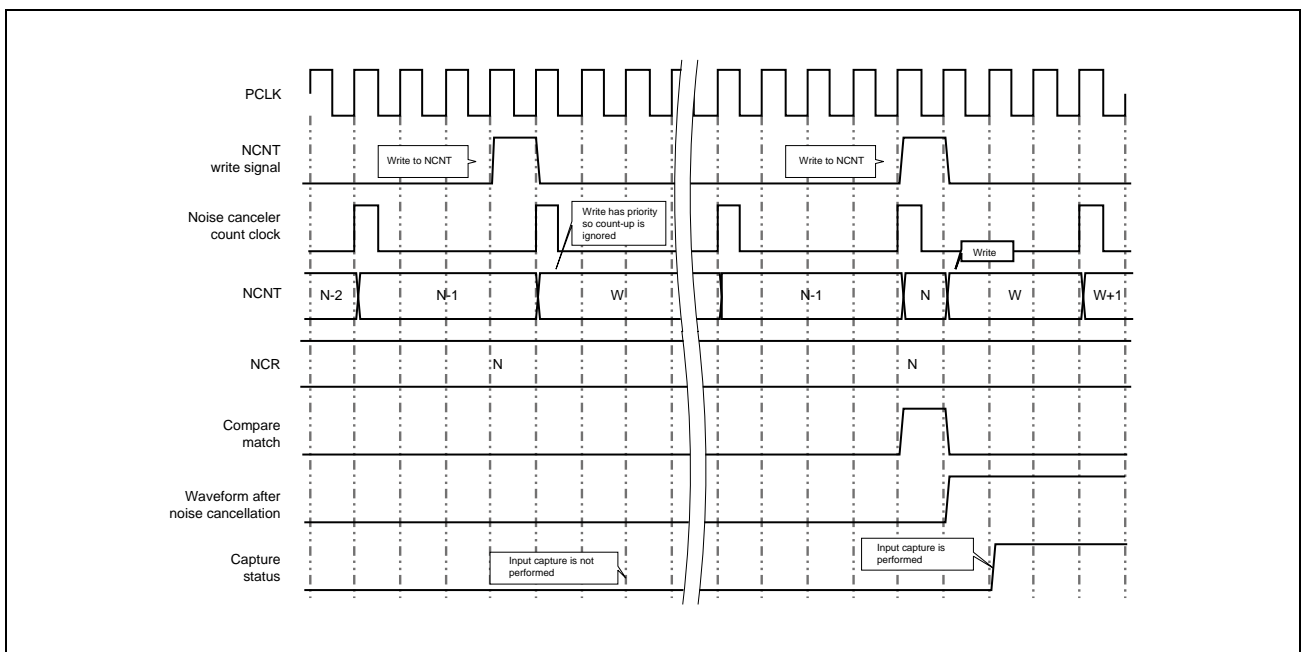 PCLK
NCNT
write signal
Write to NCNT
Write to NCNT
Noise canceler
count clock
Write has priority
so count-up is
ignored
Write
NCNT
N-2
N-1
W
N-1
N
W
W+1
NCR
N
N
Compare
match
Waveform after
noise cancellation
Capture
status
Input capture is not
performed
Input capture is
performed